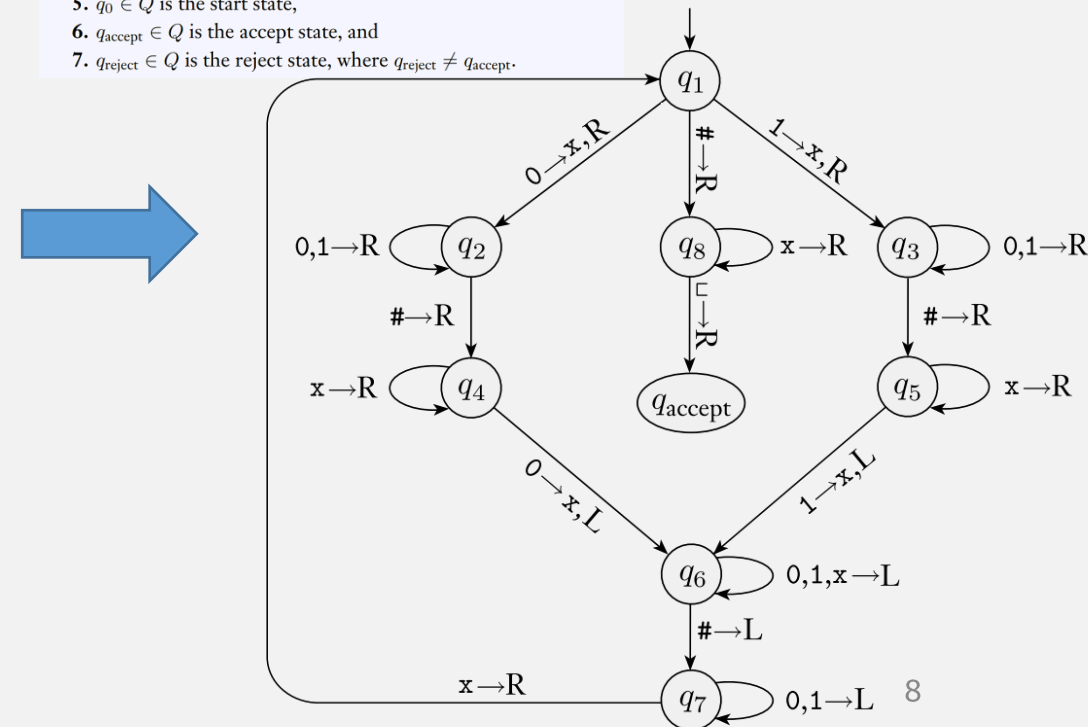 5. q₀ ∈ Q is the start state,
6. q_accept ∈ Q is the accept state, and
7. q_reject ∈ Q is the reject state, where q_reject ≠ q_accept.
q₁
0→x,R
#→R
1→x,R
0,1→R
q₂
q₈
x→R
q₃
0,1→R
#→R
⊔→R
#→R
x→R
q₄
q_accept
q₅
x→R
0→x,L
1→x,L
q₆
0,1,x→L
#→L
x→R
q₇
0,1→L
8